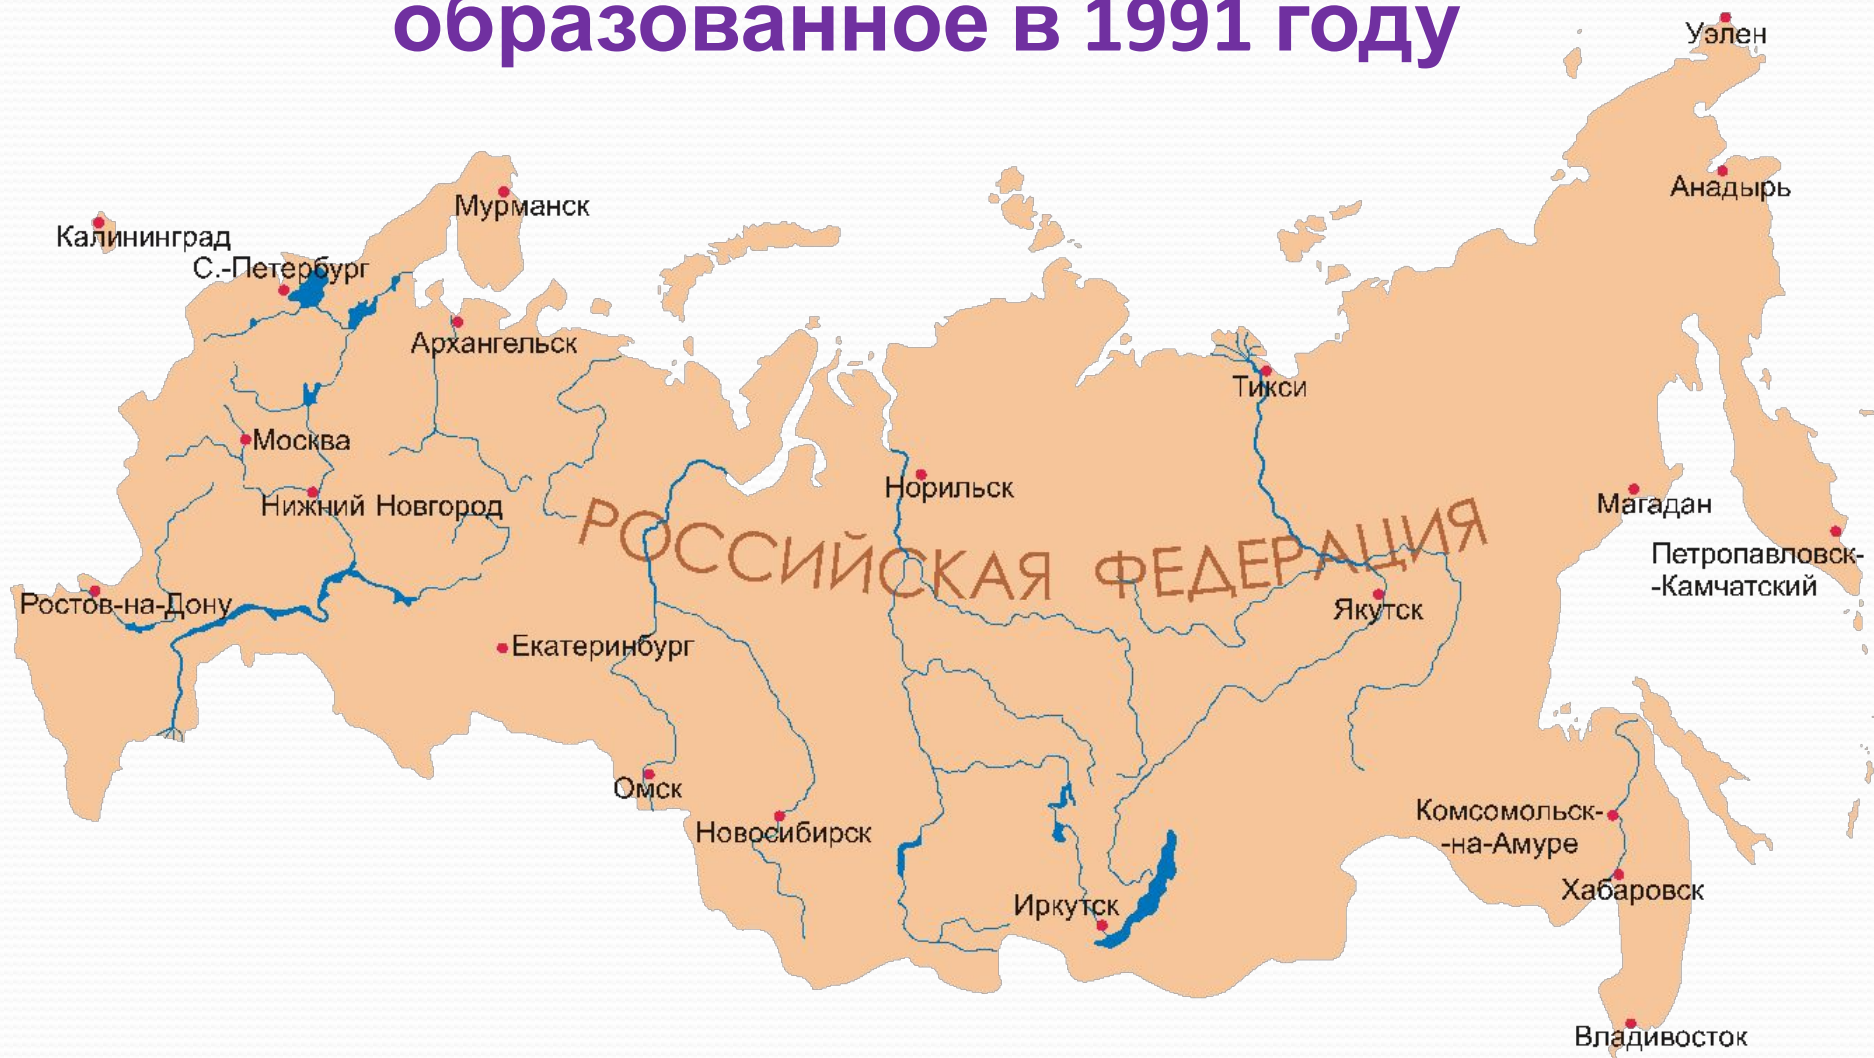 образованное в 1991 году
Уэлен
Анадырь
Мурманск
Калининград
С.-Петербург
Архангельск
Тикси
Москва
Норильск
Нижний Новгород
Магадан
РОССИЙСКАЯ ФЕДЕРАЦИЯ
Петропавловск-
-Камчатский
Ростов-на-Дону
Якутск
Екатеринбург
Омск
Новосибирск
Комсомольск-
-на-Амуре
Хабаровск
Иркутск
Владивосток